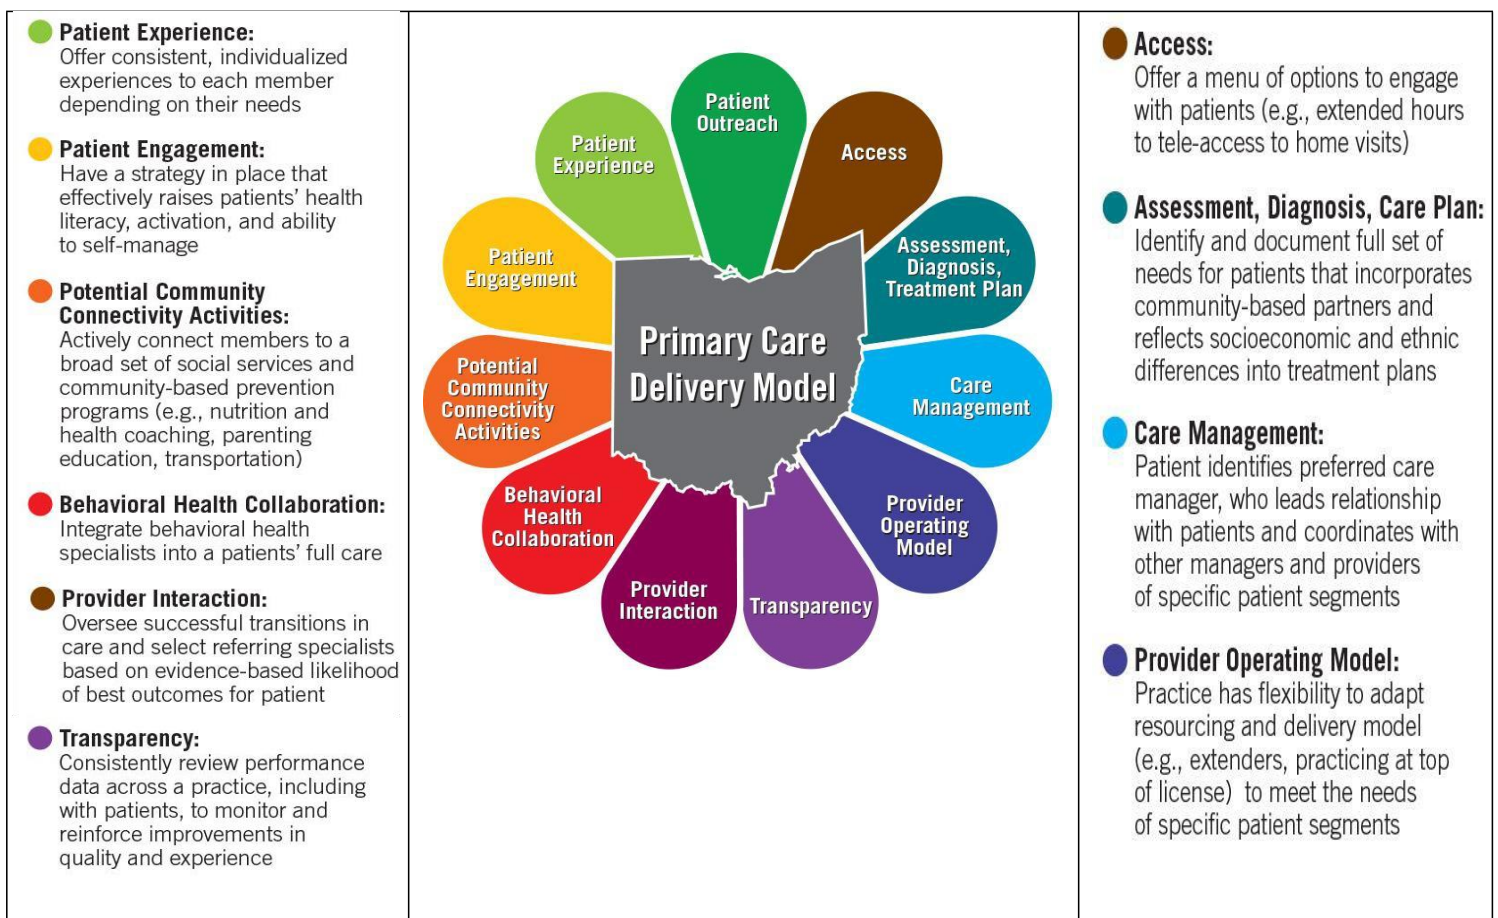 Patient Experience:
Offer consistent, individualized
experiences to each member
depending on their needs
Patient Engagement:
Have a strategy in place that
effectively raises patients’ health
literacy, activation, and ability
to self-manage
Potential Community
Connectivity Activities:
Actively connect members to a
broad set of social services and
community-based prevention
programs (e.g., nutrition and
health coaching, parenting
education, transportation)
Behavioral Health Collaboration:
Integrate behavioral health
specialists into a patients’ full care
Provider Interaction:
Oversee successful transitions in
care and select referring specialists
based on evidence-based likelihood
of best outcomes for patient
Transparency:
Consistently review performance
data across a practice, including
with patients, to monitor and
reinforce improvements in
quality and experience
Patient
Outreach
Patient
Experience
Access
Patient
Engagement
Assessment,
Diagnosis,
Treatment Plan
Primary Care
Delivery Model
Potential
Community
Connectivity
Activities
Care
Management
Behavioral
Health
Collaboration
Provider
Operating
Model
Provider
Interaction
Transparency
Access:
Offer a menu of options to engage
with patients (e.g., extended hours
to tele-access to home visits)
Assessment, Diagnosis, Care Plan:
Identify and document full set of
needs for patients that incorporates
community-based partners and
reflects socioeconomic and ethnic
differences into treatment plans
Care Management:
Patient identifies preferred care
manager, who leads relationship
with patients and coordinates with
other managers and providers
of specific patient segments
Provider Operating Model:
Practice has flexibility to adapt
resourcing and delivery model
(e.g., extenders, practicing at top
of license) to meet the needs
of specific patient segments